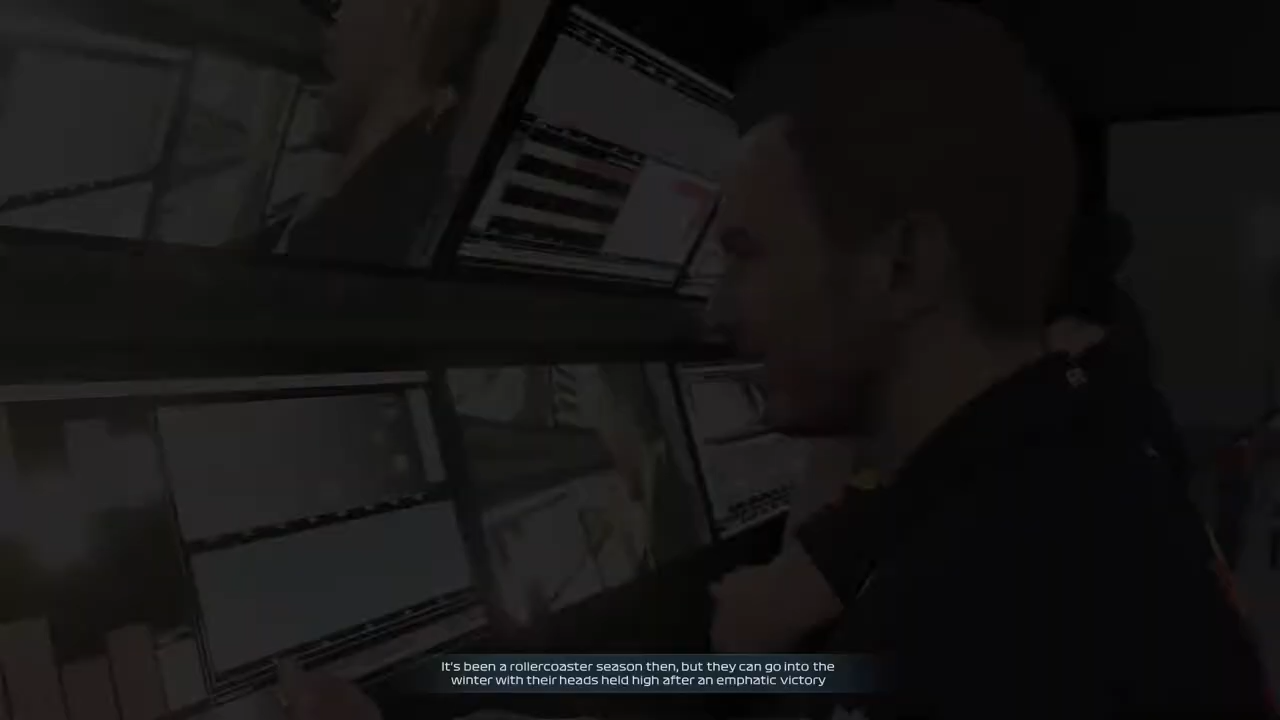 It's been a rollercoaster season then, but they can go into the
winter with their heads held high after an emphatic victory